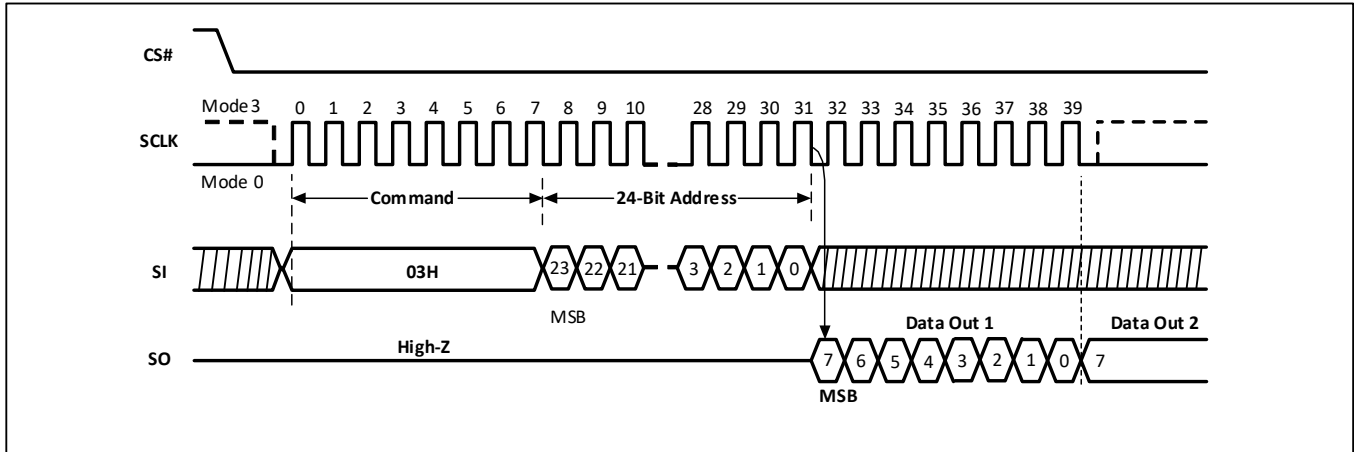 CS#
Mode3 0 1 2 3 4 5 6 7 8 9 10 28 29 30 31 32 33 34 35 36 37 38 39
SCLK
Mode 0
Command 24-Bit Address
SI 03H 23 22 21 3 2 1 0
MSB
Data Out 1 Data Out 2
High-Z
SO 7 6 5 4 3 2 1 0 7
MSB